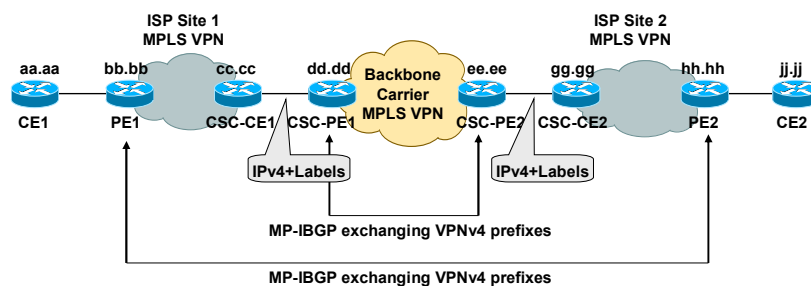 ISP Site 1
MPLS VPN
ISP Site 2
MPLS VPN
aa.aa
bb.bb
cc.cc
dd.dd
Backbone
Carrier
MPLS VPN
ee.ee
gg.gg
hh.hh
jj.jj
CE1
PE1
CSC-CE1
CSC-PE1
CSC-PE2
CSC-CE2
PE2
CE2
IPv4+Labels
IPv4+Labels
MP-IBGP exchanging VPNv4 prefixes
MP-IBGP exchanging VPNv4 prefixes